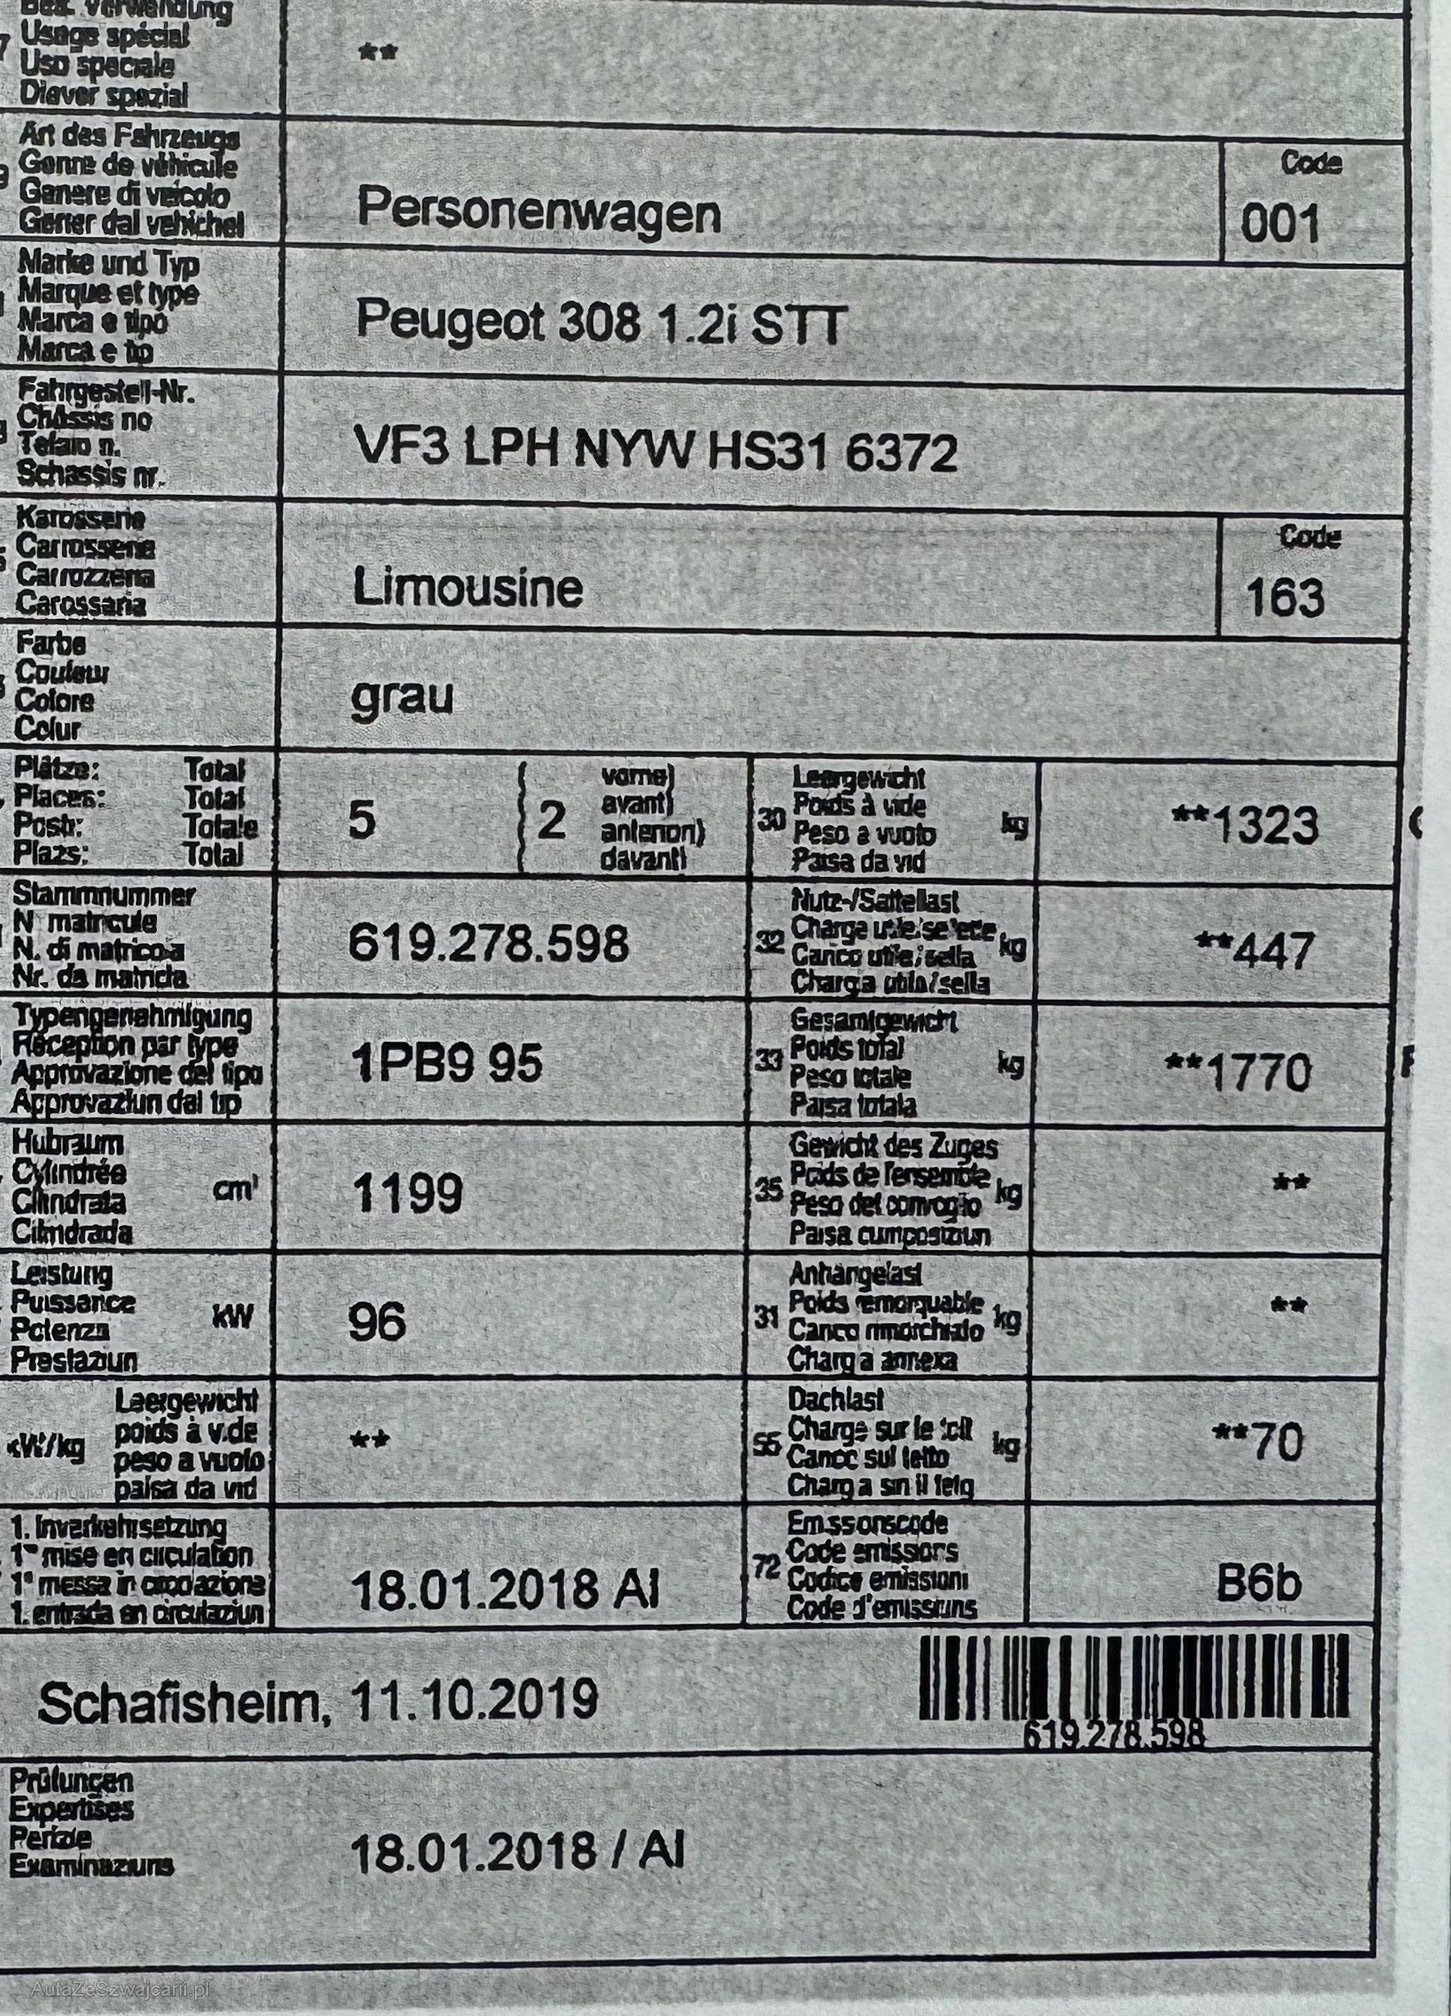 Bes. Verwendung
Usage spécial
Uso speciale
Diever spezial
**
Art des Fahrzeugs
Genre de véhicule
Genere di veicolo
Gener dal vehichel
Personenwagen
Code
001
Marke und Typ
Marque et type
Marca e tipo
Marca e tip
Peugeot 308 1.2i STT
Fahrgestell-Nr.
Châssis no
Telaio n.
Schassis nr.
VF3 LPH NYW HS31 6372
Karosserie
Carrosserie
Carrozzeria
Carossaria
Limousine
Code
163
Farbe
Couleur
Colore
Colur
grau
Plätze: Total
Places: Total
Posti: Totale
Plazs: Total
5
2
vorne)
avant)
anteriori)
davant)
30
Leergewicht
Poids à vide
Peso a vuoto
Paisa da vid
kg
**1323
Stammnummer
N matricule
N. di matricola
Nr. da matricla
619.278.598
32
Nutz-/Sattellast
Charge utile/sellette
Carico utile/sella
Chargia utila/sella
kg
**447
Typengenehmigung
Réception par type
Approvazione del tipo
Approvaziun dal tip
1PB9 95
33
Gesamtgewicht
Poids total
Peso totale
Paisa totala
kg
**1770
Hubraum
Cylindrée
Cilindrata
Cilindrada
cm³
1199
35
Gewicht des Zuges
Poids de l'ensemble
Peso del convoglio
Paisa cumposiziun
kg
**
Leistung
Puissance
Potenza
Prestaziun
kW
96
31
Anhängelast
Poids remorquable
Carico rimorchiato
Chargia annexa
kg
**
kW/kg
Leergewicht
poids à vide
peso a vuoto
paisa da vid
**
55
Dachlast
Charge sur le toit
Carico sul tetto
Chargia sin il tetg
kg
**70
1. Inverkehrsetzung
1ʳᵉ mise en circulation
1ª messa in circolazione
1. entrada en circulaziun
18.01.2018 AI
72
Emissionscode
Code émissions
Codice emissioni
Code d'emissiuns
B6b
Schafisheim, 11.10.2019
619.278.598
Prüfungen
Expertises
Perizie
Examinaziuns
18.01.2018 / AI
AutaZeSzwajcarii.pl